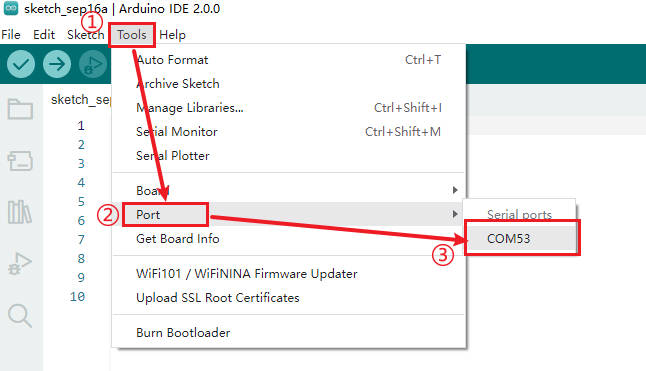 sketch_sep16a | Arduino IDE 2.0.0
①
File Edit Sketch Tools Help
Auto Format Ctrl+T
sketch_sep
Archive Sketch
Manage Libraries... Ctrl+Shift+I
1
Serial Monitor Ctrl+Shift+M
2
Serial Plotter
3
4
Board
5
② Port
Serial ports
6
Get Board Info
COM53
7
③
8
WiFi101 / WiFiNINA Firmware Updater
9
Upload SSL Root Certificates
10
Burn Bootloader